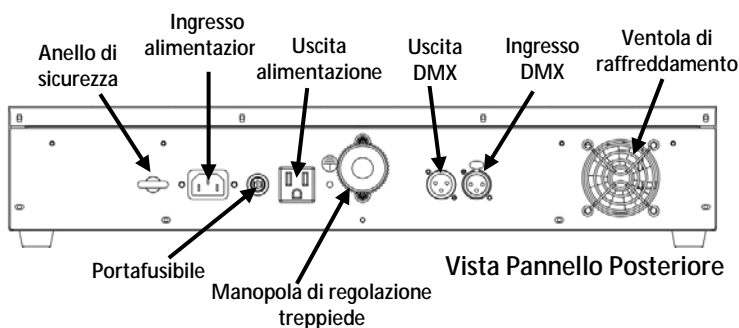 Anello di
sicurezza
Ingresso
alimentazior
Uscita
alimentazione
Uscita
DMX
Ingresso
DMX
Ventola di
raffreddamento
Portafusibile
Manopola di regolazione
treppiede
Vista Pannello Posteriore